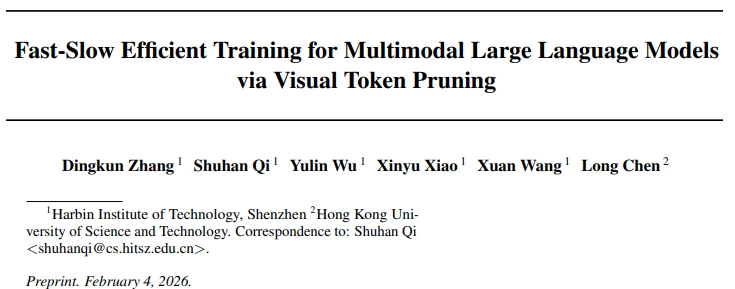 Fast-Slow Efficient Training for Multimodal Large Language Models
via Visual Token Pruning
Dingkun Zhang 1 Shuhan Qi 1 Yulin Wu 1 Xinyu Xiao 1 Xuan Wang 1 Long Chen 2
1Harbin Institute of Technology, Shenzhen 2Hong Kong Uni-
versity of Science and Technology. Correspondence to: Shuhan Qi
<shuhanqi@cs.hitsz.edu.cn>.
Preprint. February 4, 2026.